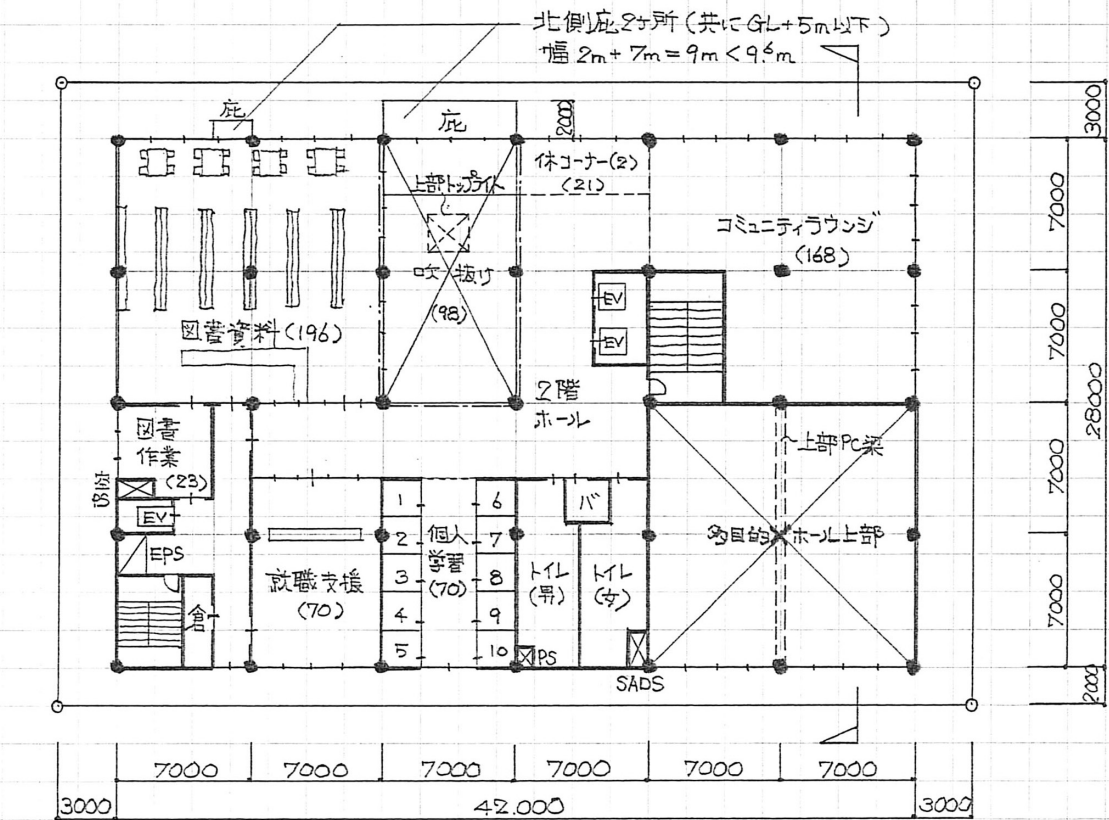 北側庇2ヶ所(共にGL+5m以下)
幅 2m+7m=9m<9.6m
庇
庇
2000
3000
休コーナー(2)
(21)
上部トップライト
コミュニティラウンジ
(168)
7000
吹抜け
(98)
EV
EV
図書資料(196)
7000
2階
ホール
28000
図書
作業
(23)
上部PC梁
7000
EV
EPS
倉
就職支援
(70)
1
2
3
4
5
個人
学習
(70)
6
7
8
9
10
バ
トイレ
(男)
トイレ
(女)
PS
SADS
多目的ホール上部
7000
2000
7000
7000
7000
7000
7000
7000
3000
42.000
3000